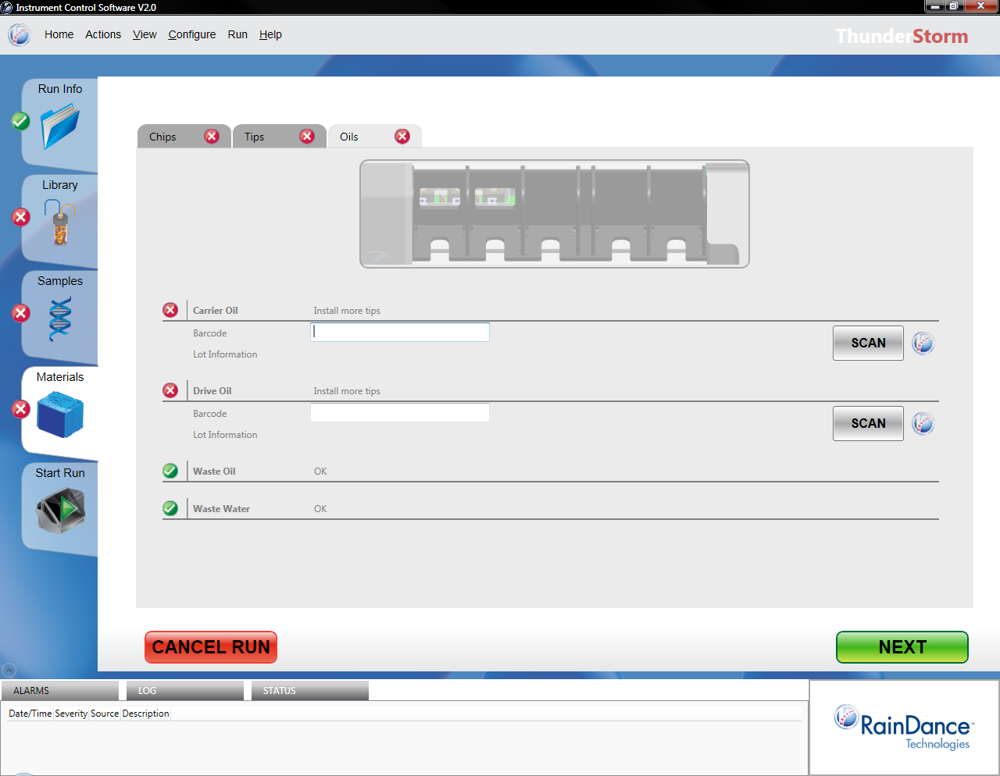 Instrument Control Software V2.0
Home Actions View Configure Run Help
ThunderStorm
Run Info
Library
Samples
Materials
Start Run
Chips Tips Oils
Carrier Oil Install more tips
Barcode
Lot Information
SCAN
Drive Oil Install more tips
Barcode
Lot Information
SCAN
Waste Oil OK
Waste Water OK
CANCEL RUN NEXT
ALARMS LOG STATUS
Date/Time Severity Source Description
RainDance
Technologies